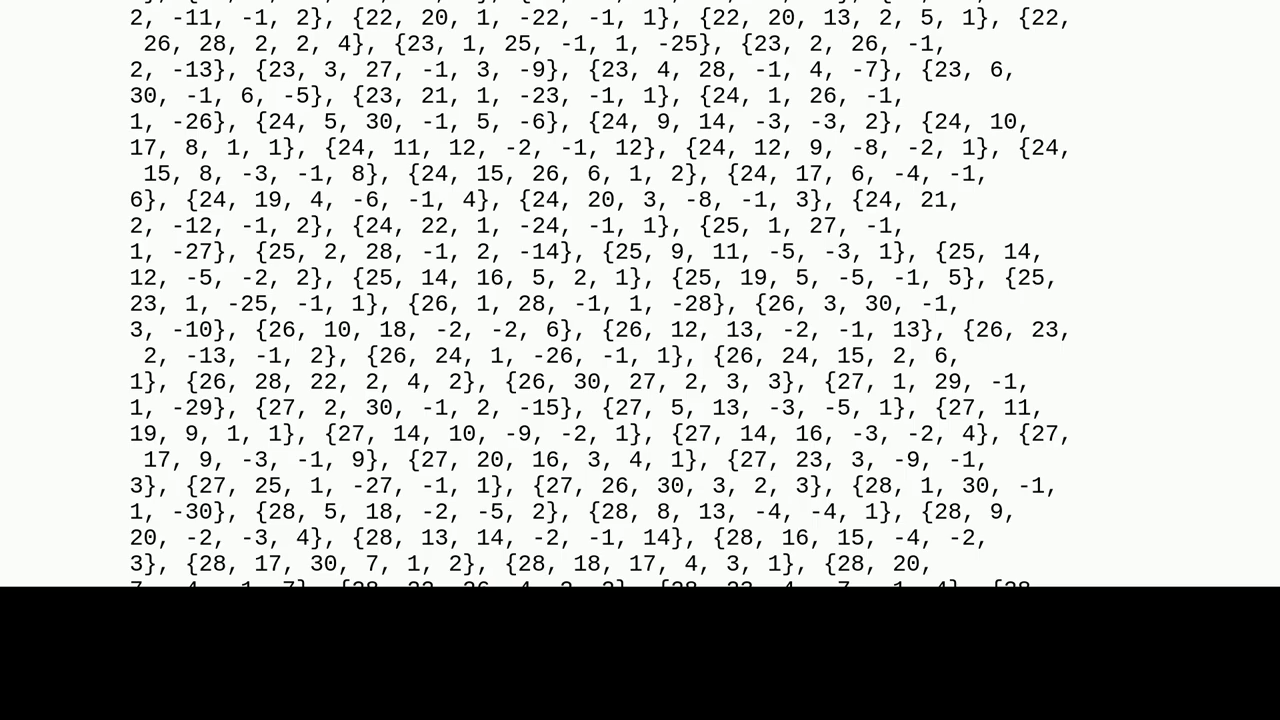 2, -11, -1, 2}, {22, 20, 1, -22, -1, 1}, {22, 20, 13, 2, 5, 1}, {22,
26, 28, 2, 2, 4}, {23, 1, 25, -1, 1, -25}, {23, 2, 26, -1,
2, -13}, {23, 3, 27, -1, 3, -9}, {23, 4, 28, -1, 4, -7}, {23, 6,
30, -1, 6, -5}, {23, 21, 1, -23, -1, 1}, {24, 1, 26, -1,
1, -26}, {24, 5, 30, -1, 5, -6}, {24, 9, 14, -3, -3, 2}, {24, 10,
17, 8, 1, 1}, {24, 11, 12, -2, -1, 12}, {24, 12, 9, -8, -2, 1}, {24,
15, 8, -3, -1, 8}, {24, 15, 26, 6, 1, 2}, {24, 17, 6, -4, -1,
6}, {24, 19, 4, -6, -1, 4}, {24, 20, 3, -8, -1, 3}, {24, 21,
2, -12, -1, 2}, {24, 22, 1, -24, -1, 1}, {25, 1, 27, -1,
1, -27}, {25, 2, 28, -1, 2, -14}, {25, 9, 11, -5, -3, 1}, {25, 14,
12, -5, -2, 2}, {25, 14, 16, 5, 2, 1}, {25, 19, 5, -5, -1, 5}, {25,
23, 1, -25, -1, 1}, {26, 1, 28, -1, 1, -28}, {26, 3, 30, -1,
3, -10}, {26, 10, 18, -2, -2, 6}, {26, 12, 13, -2, -1, 13}, {26, 23,
2, -13, -1, 2}, {26, 24, 1, -26, -1, 1}, {26, 24, 15, 2, 6,
1}, {26, 28, 22, 2, 4, 2}, {26, 30, 27, 2, 3, 3}, {27, 1, 29, -1,
1, -29}, {27, 2, 30, -1, 2, -15}, {27, 5, 13, -3, -5, 1}, {27, 11,
19, 9, 1, 1}, {27, 14, 10, -9, -2, 1}, {27, 14, 16, -3, -2, 4}, {27,
17, 9, -3, -1, 9}, {27, 20, 16, 3, 4, 1}, {27, 23, 3, -9, -1,
3}, {27, 25, 1, -27, -1, 1}, {27, 26, 30, 3, 2, 3}, {28, 1, 30, -1,
1, -30}, {28, 5, 18, -2, -5, 2}, {28, 8, 13, -4, -4, 1}, {28, 9,
20, -2, -3, 4}, {28, 13, 14, -2, -1, 14}, {28, 16, 15, -4, -2,
3}, {28, 17, 30, 7, 1, 2}, {28, 18, 17, 4, 3, 1}, {28, 20,